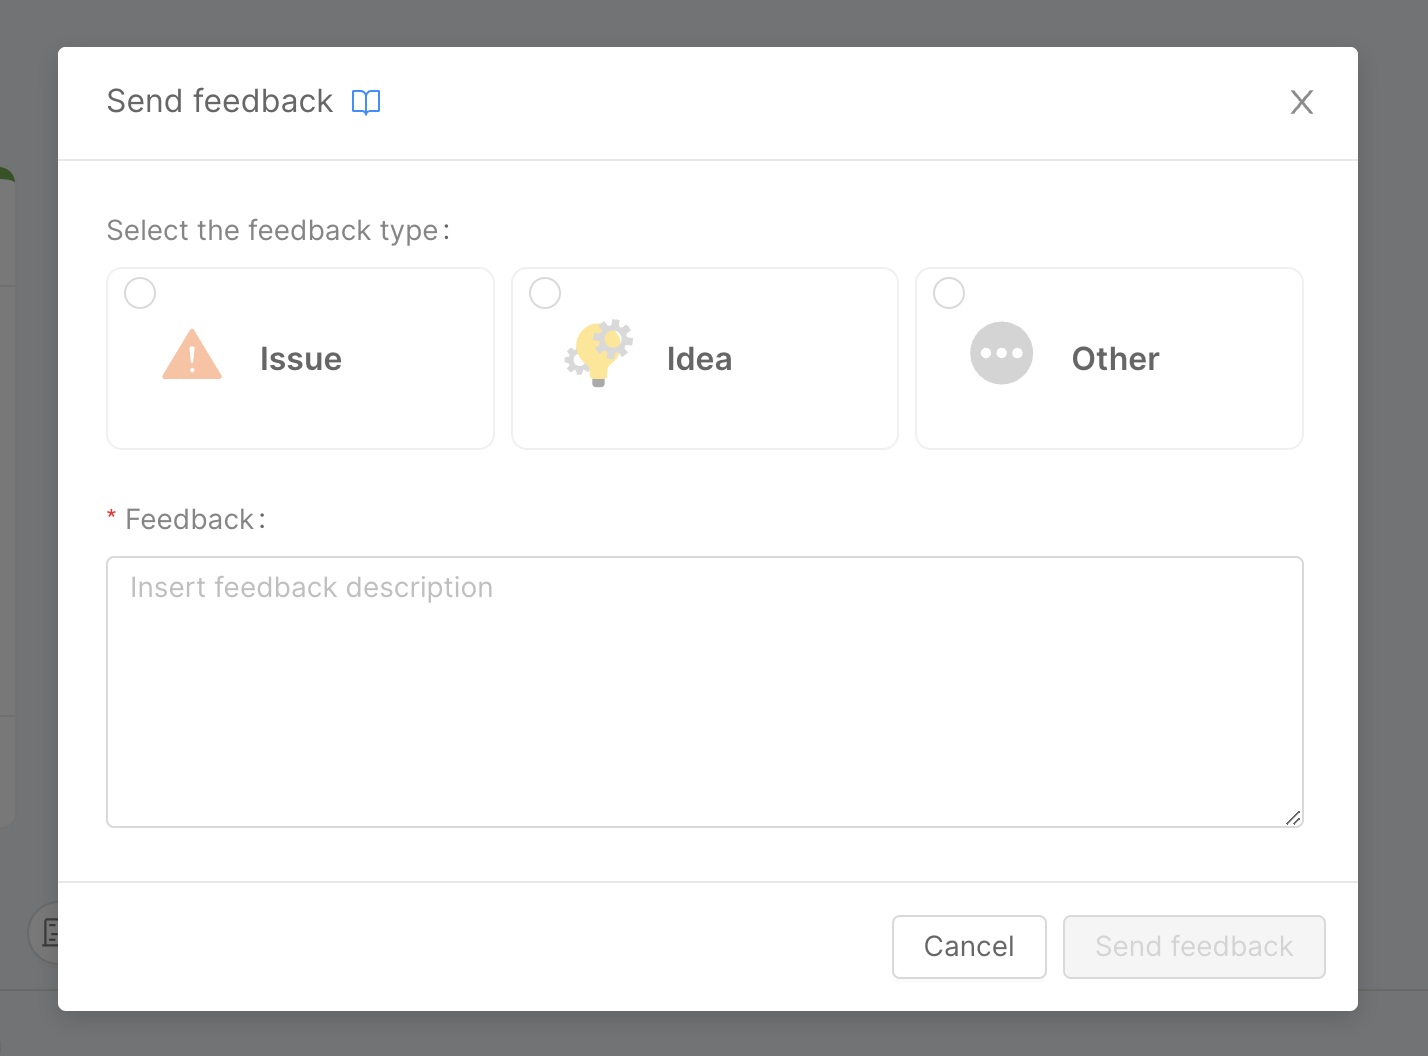 Send feedback
Select the feedback type:
Issue
Idea
Other
* Feedback:
Insert feedback description
Cancel
Send feedback